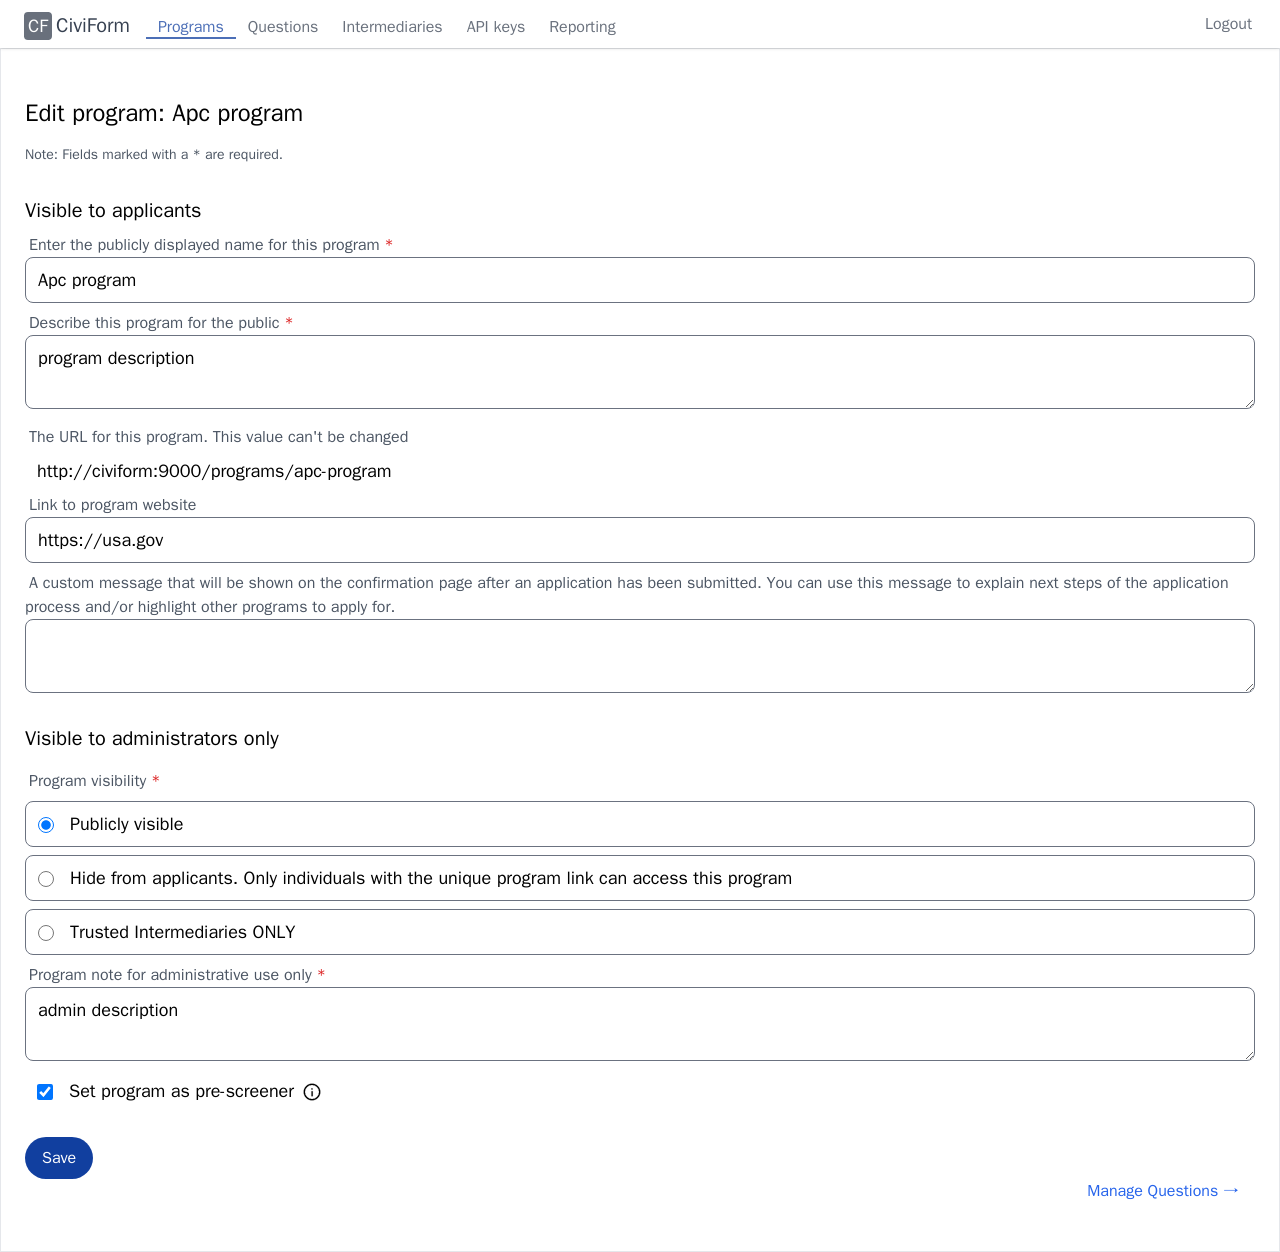 CF CiviForm Programs Questions Intermediaries API keys Reporting Logout
Edit program: Apc program
Note: Fields marked with a * are required.
Visible to applicants
Enter the publicly displayed name for this program *
Apc program
Describe this program for the public *
program description
The URL for this program. This value can't be changed
http://civiform:9000/programs/apc-program
Link to program website
https://usa.gov
A custom message that will be shown on the confirmation page after an application has been submitted. You can use this message to explain next steps of the application
process and/or highlight other programs to apply for.
Visible to administrators only
Program visibility *
Publicly visible
Hide from applicants. Only individuals with the unique program link can access this program
Trusted Intermediaries ONLY
Program note for administrative use only *
admin description
Set program as pre-screener
Save
Manage Questions →